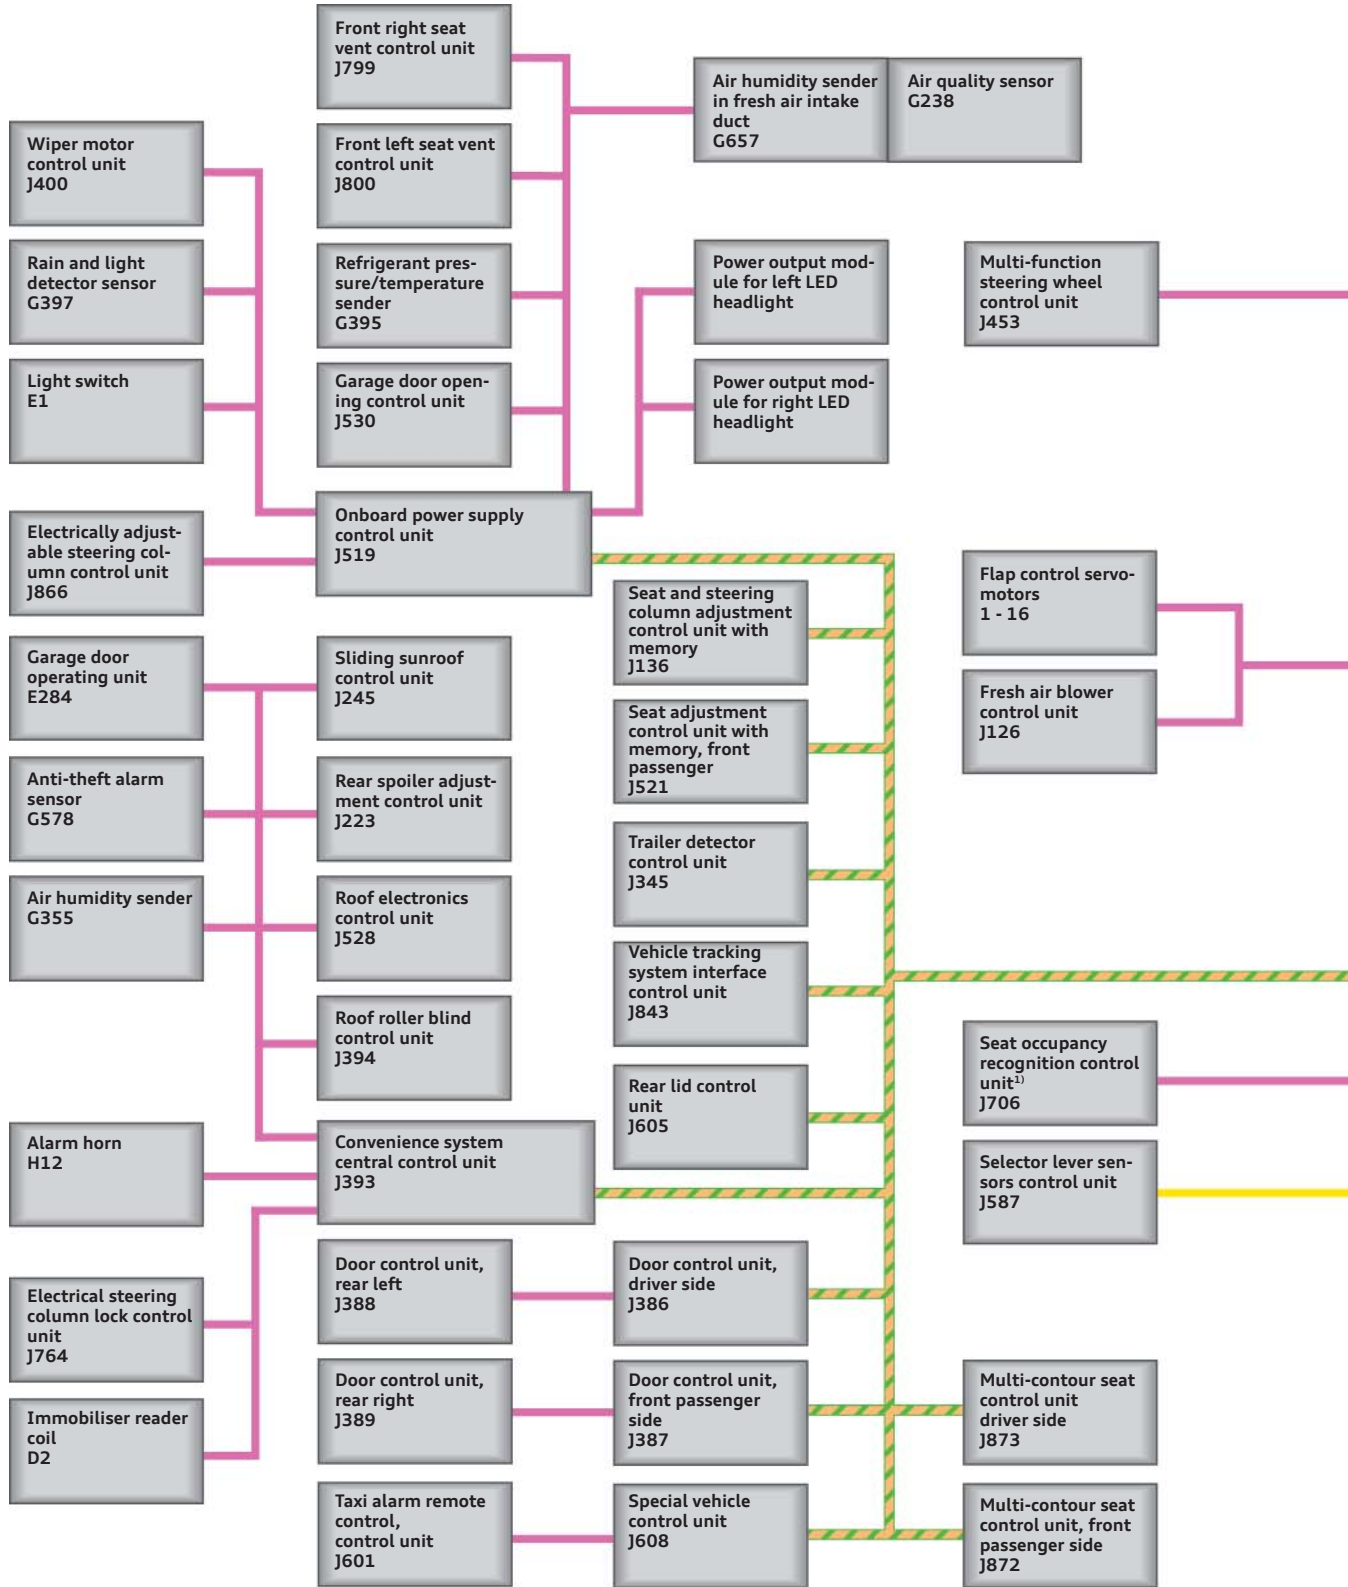 Front right seat
vent control unit
J799
Air humidity sender
in fresh air intake
duct
G657
Air quality sensor
G238
Wiper motor
control unit
J400
Front left seat vent
control unit
J800
Rain and light
detector sensor
G397
Refrigerant pres-
sure/temperature
sender
G395
Power output mod-
ule for left LED
headlight
Multi-function
steering wheel
control unit
J453
Light switch
E1
Garage door open-
ing control unit
J530
Power output mod-
ule for right LED
headlight
Electrically adjust-
able steering col-
umn control unit
J866
Onboard power supply
control unit
J519
Flap control servo-
motors
1 - 16
Seat and steering
column adjustment
control unit with
memory
J136
Garage door
operating unit
E284
Sliding sunroof
control unit
J245
Seat adjustment
control unit with
memory, front
passenger
J521
Fresh air blower
control unit
J126
Anti-theft alarm
sensor
G578
Rear spoiler adjust-
ment control unit
J223
Trailer detector
control unit
J345
Air humidity sender
G355
Roof electronics
control unit
J528
Vehicle tracking
system interface
control unit
J843
Roof roller blind
control unit
J394
Seat occupancy
recognition control
unit1)
J706
Rear lid control
unit
J605
Alarm horn
H12
Convenience system
central control unit
J393
Selector lever sen-
sors control unit
J587
Electrical steering
column lock control
unit
J764
Door control unit,
rear left
J388
Door control unit,
driver side
J386
Door control unit,
rear right
J389
Door control unit,
front passenger
side
J387
Multi-contour seat
control unit
driver side
J873
Immobiliser reader
coil
D2
Taxi alarm remote
control,
control unit
J601
Special vehicle
control unit
J608
Multi-contour seat
control unit, front
passenger side
J872